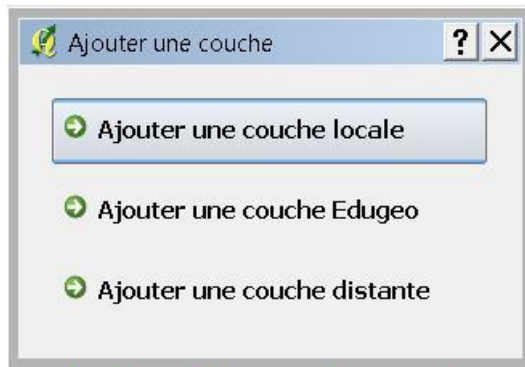 Ajouter une couche
Ajouter une couche locale
Ajouter une couche Edugeo
Ajouter une couche distante